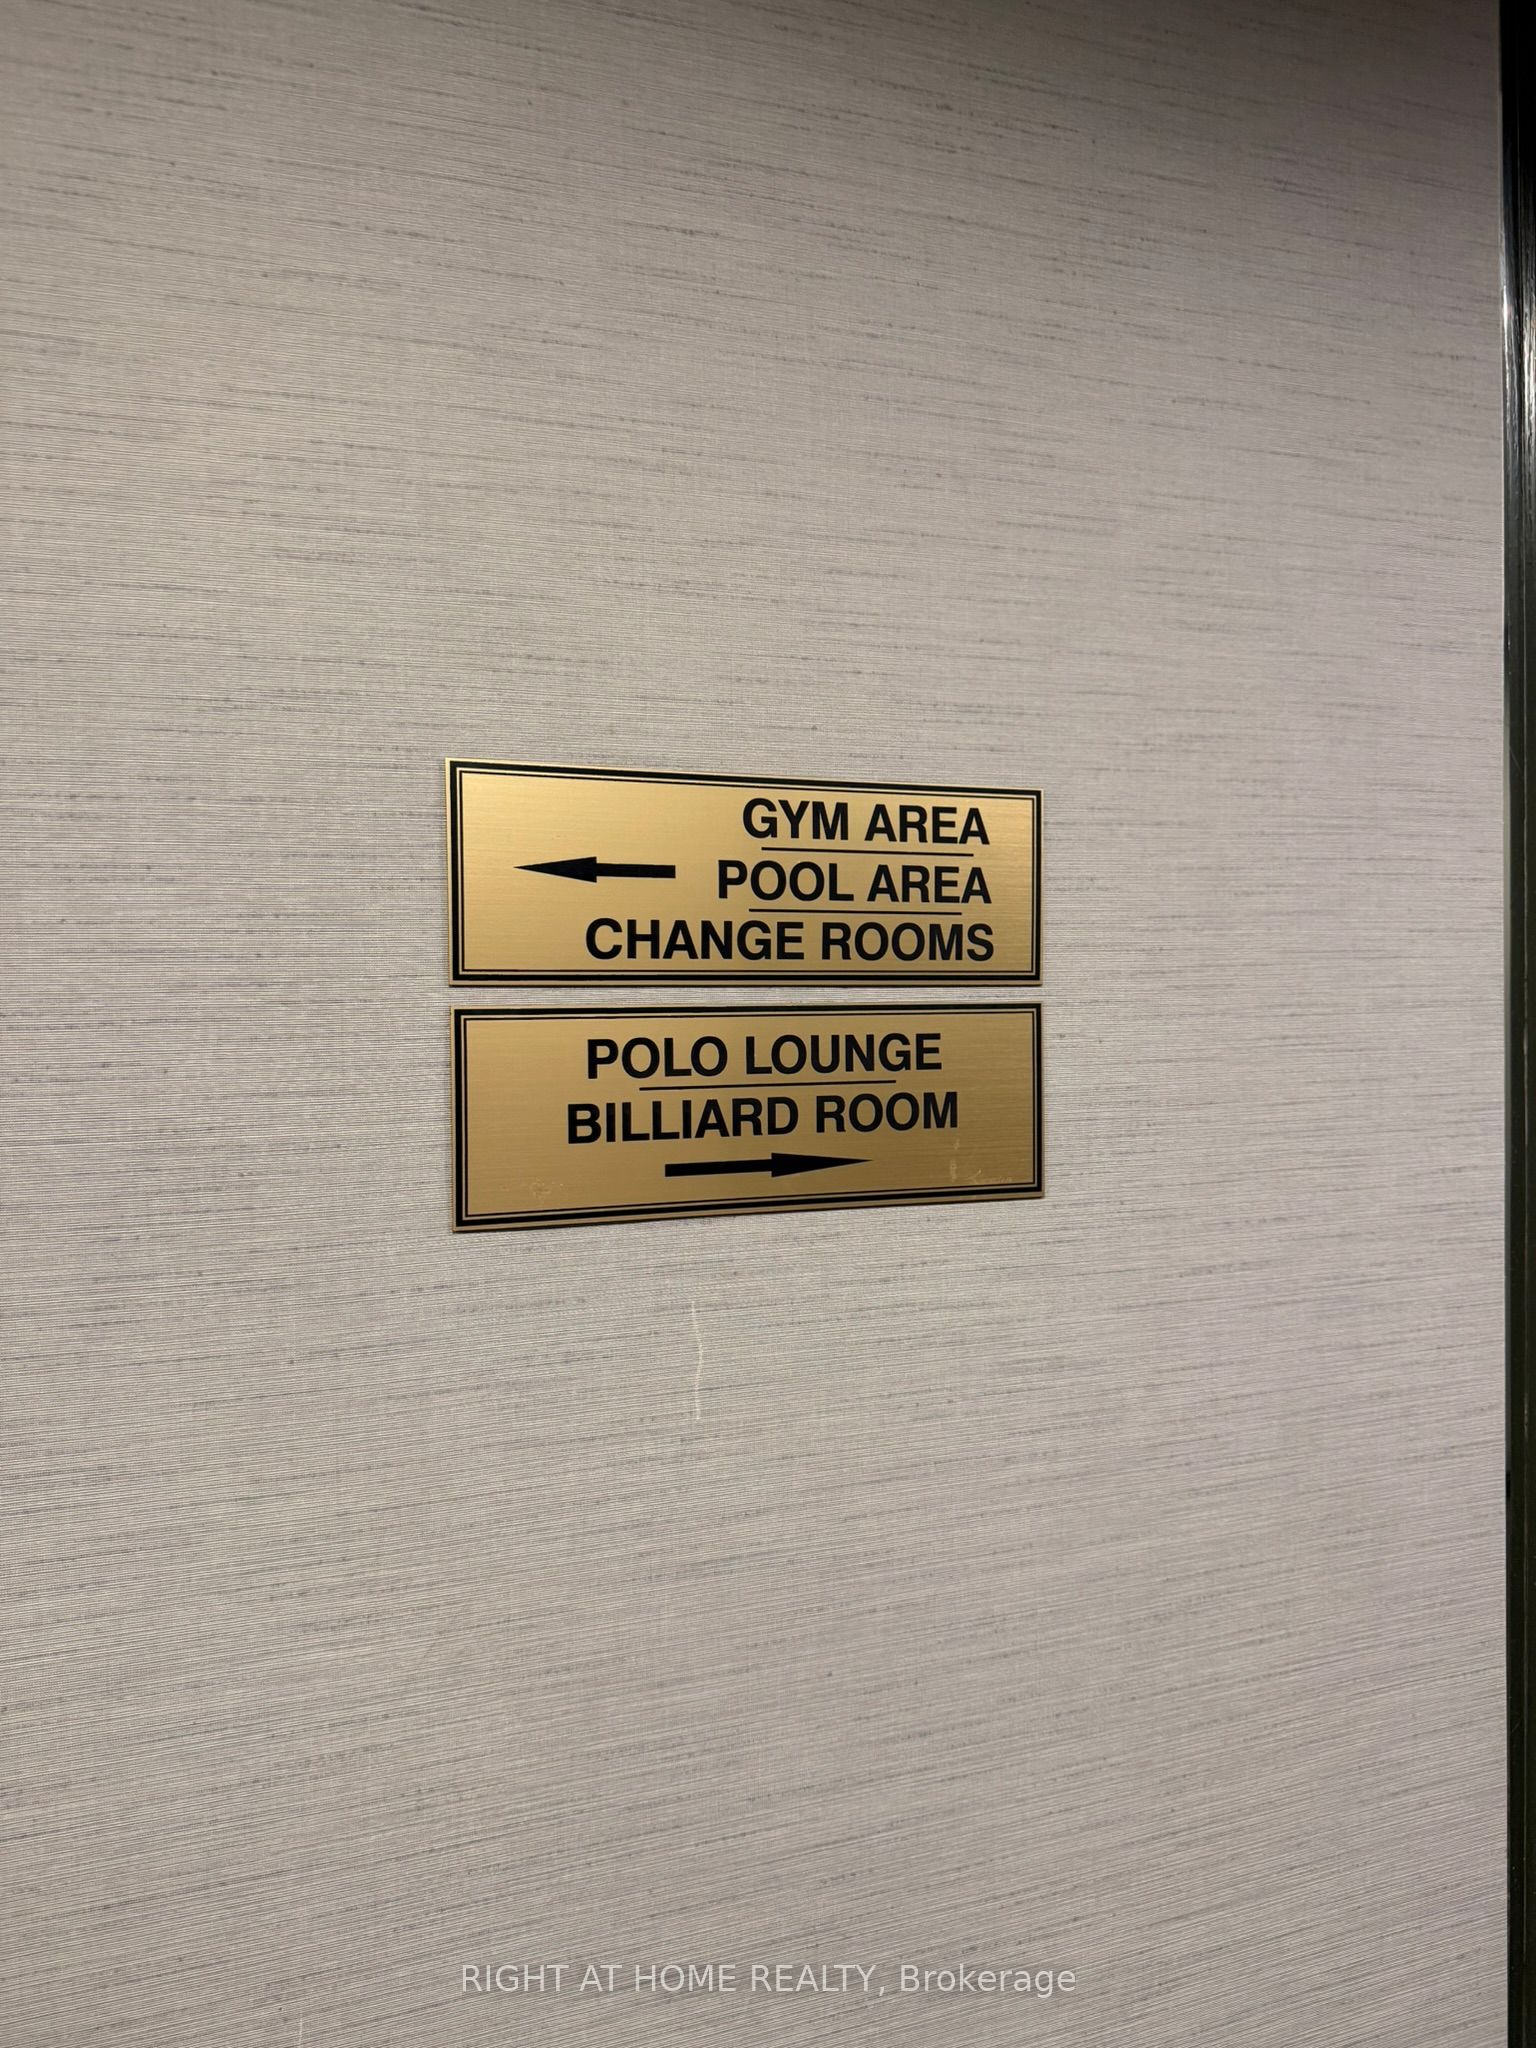 GYM AREA
POOL AREA
CHANGE ROOMS
POLO LOUNGE
BILLIARD ROOM
RIGHT AT HOME REALTY, Brokerage